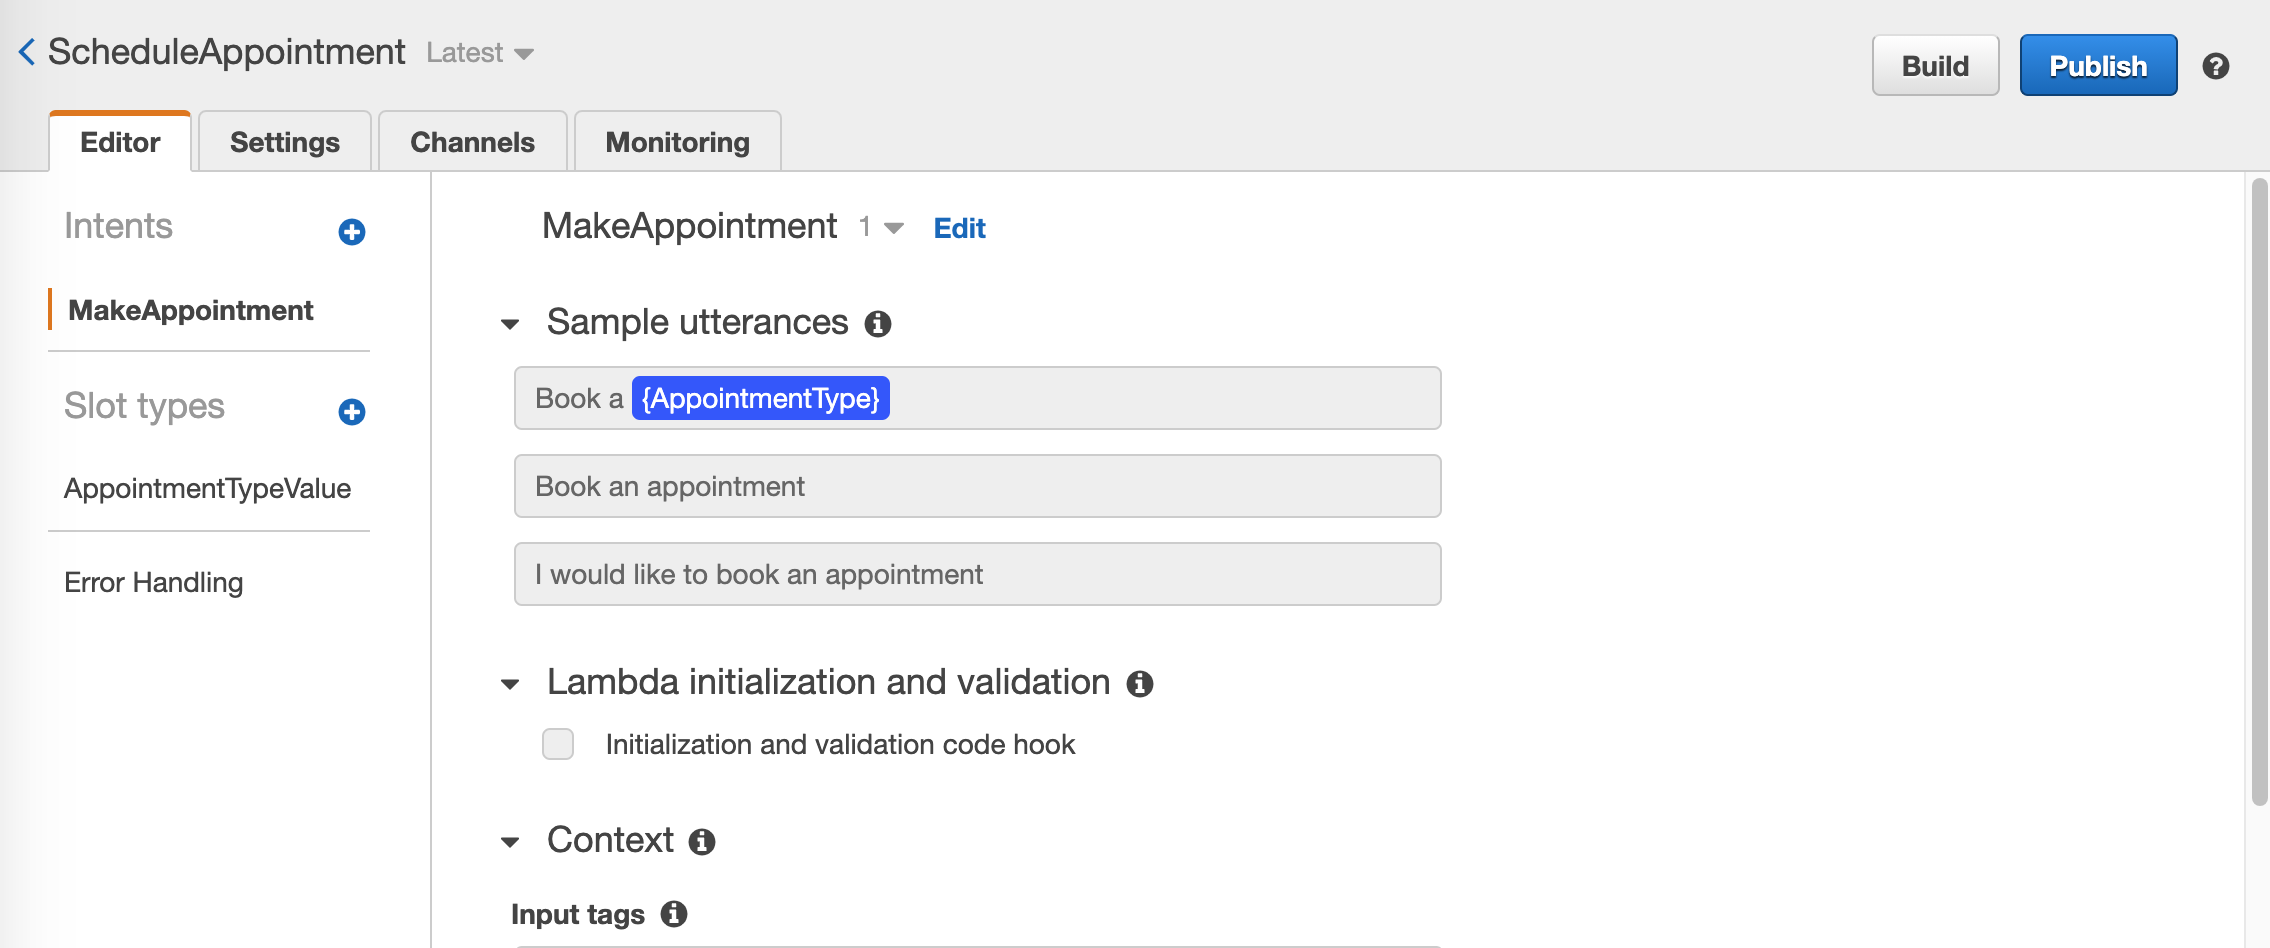 ScheduleAppointment Latest
Build Publish
Editor Settings Channels Monitoring
Intents
MakeAppointment
Slot types
AppointmentTypeValue
Error Handling
MakeAppointment 1 Edit
Sample utterances
Book a {AppointmentType}
Book an appointment
I would like to book an appointment
Lambda initialization and validation
Initialization and validation code hook
Context
Input tags